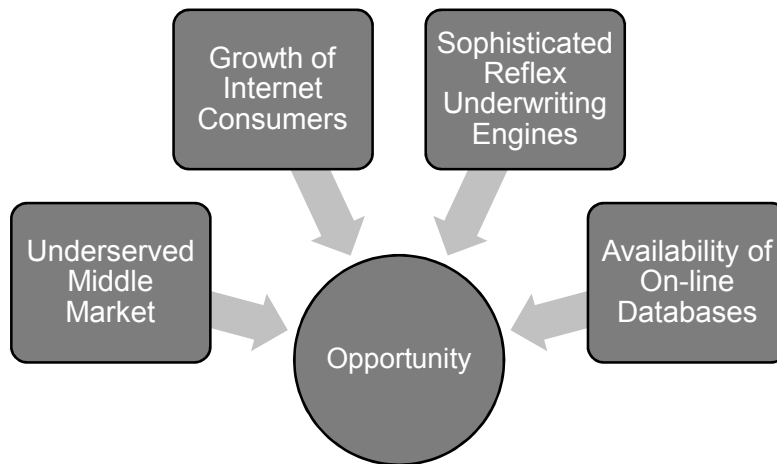 Growth of
Internet
Consumers
Sophisticated
Reflex
Underwriting
Engines
Underserved
Middle
Market
Availability of
On-line
Databases
Opportunity